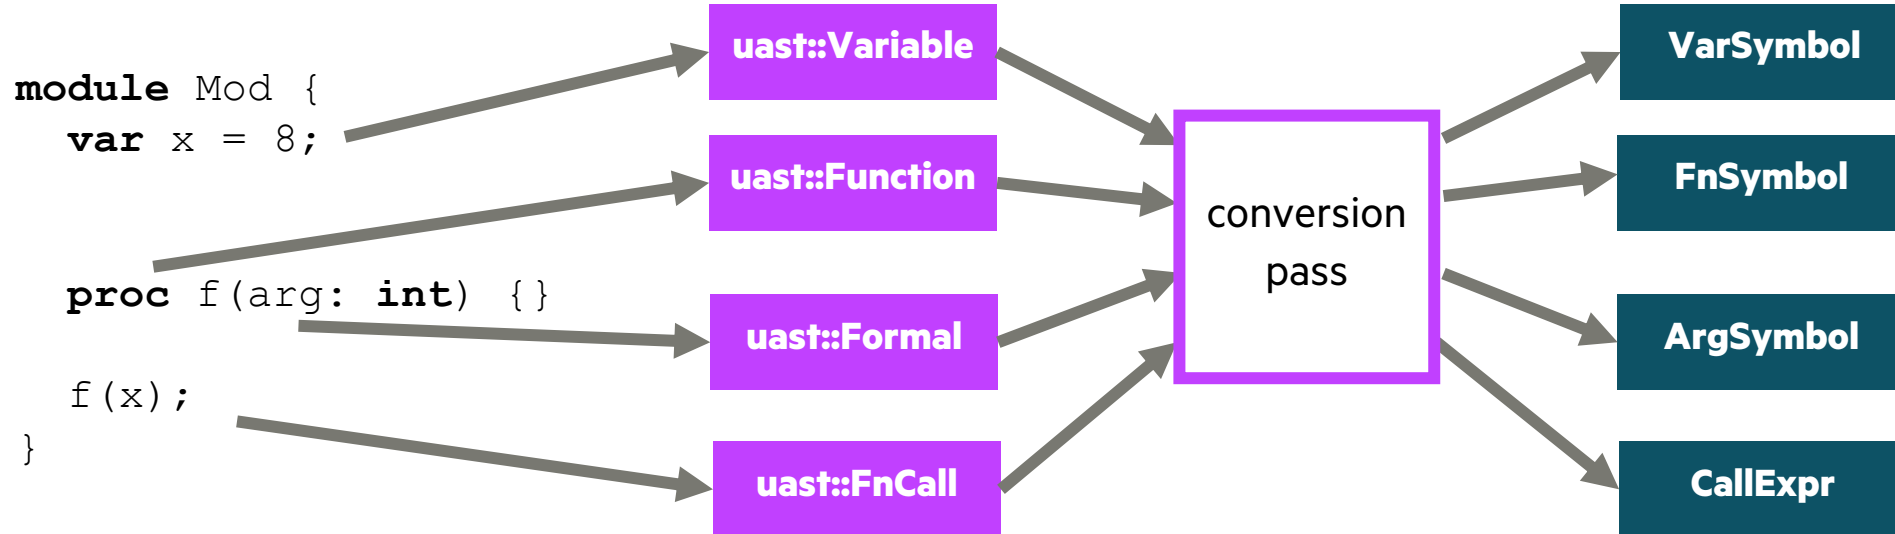 module Mod {
var x = 8;
proc f(arg: int) {}
f(x);
}
uast::Variable
uast::Function
uast::Formal
uast::FnCall
conversion
pass
VarSymbol
FnSymbol
ArgSymbol
CallExpr